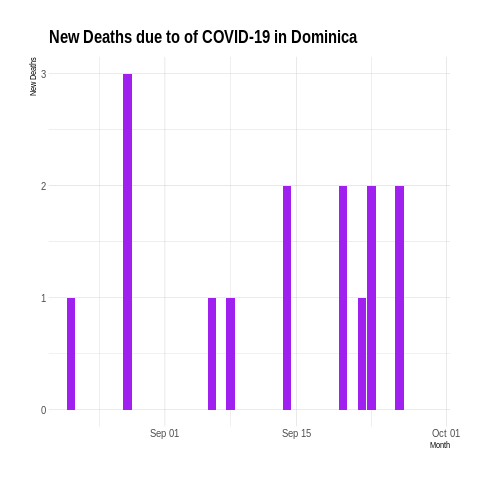 New Deaths due to of COVID-19 in Dominica
New Deaths
3
2
1
0
Sep 01
Sep 15
Oct 01
Month